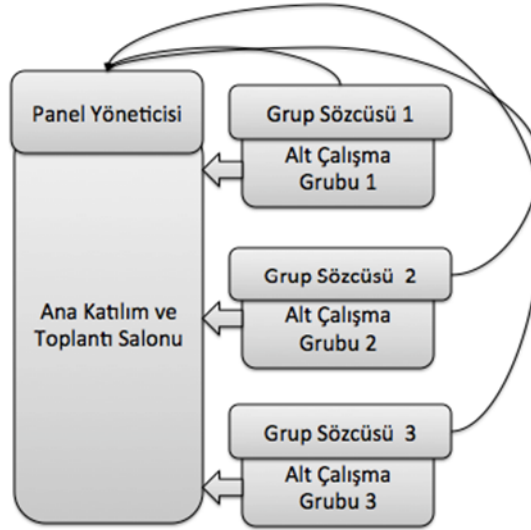 Panel Yöneticisi
Ana Katılım ve
Toplantı Salonu
Grup Sözcüsü 1
Alt Çalışma
Grubu 1
Grup Sözcüsü 2
Alt Çalışma
Grubu 2
Grup Sözcüsü 3
Alt Çalışma
Grubu 3